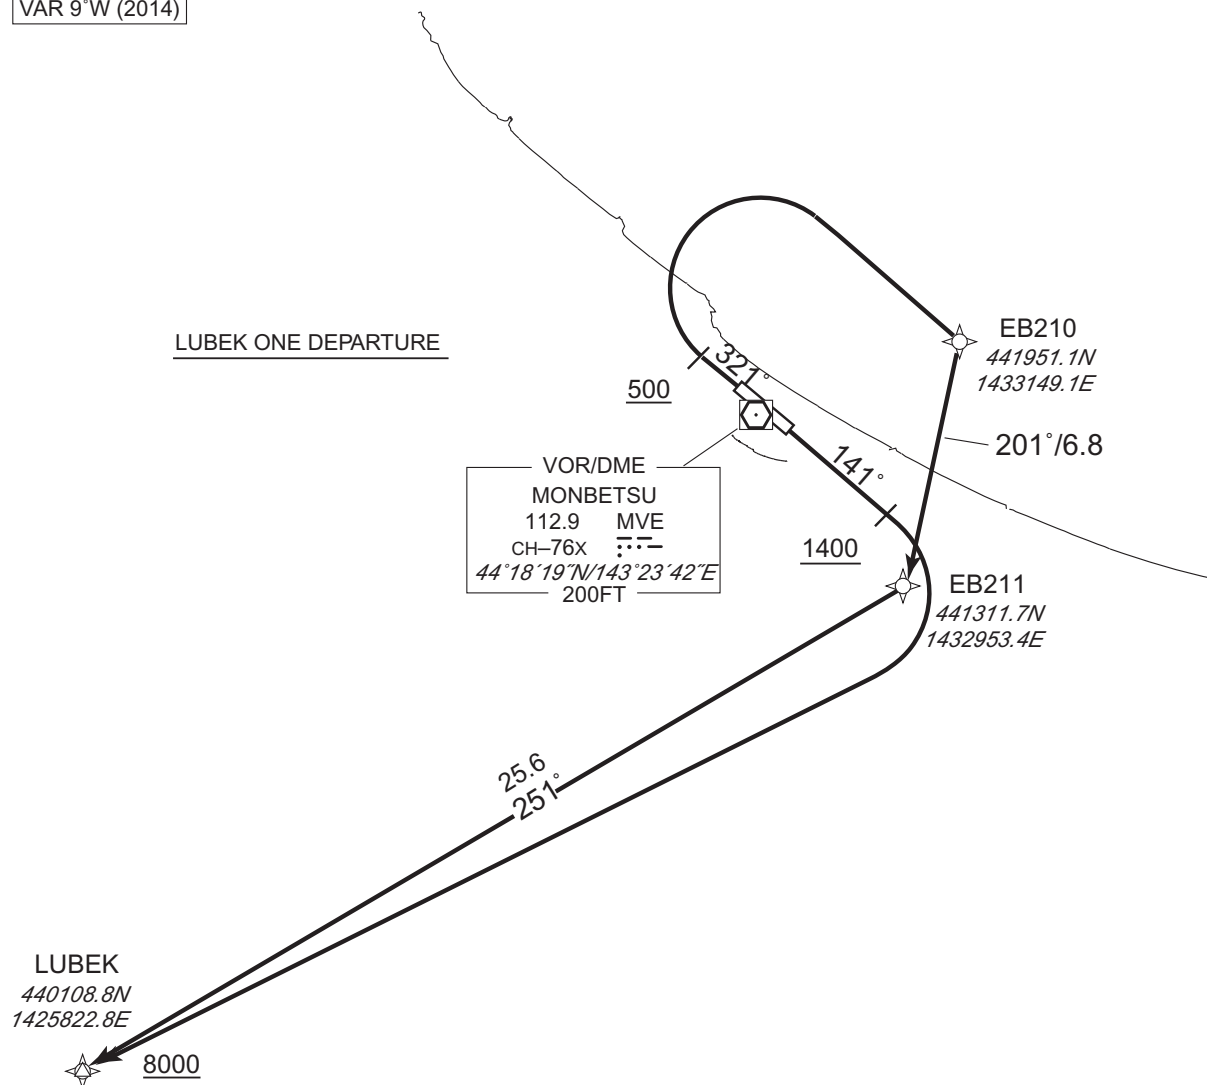 VAR 9°W (2014)
LUBEK ONE DEPARTURE
EB210
441951.1N
1433149.1E
321°
500
201°/6.8
141°
VOR/DME
MONBETSU
112.9 MVE
CH–76X
44°18´19˝N/143°23´42˝E
200FT
1400
EB211
441311.7N
1432953.4E
25.6
251°
LUBEK
440108.8N
1425822.8E
8000